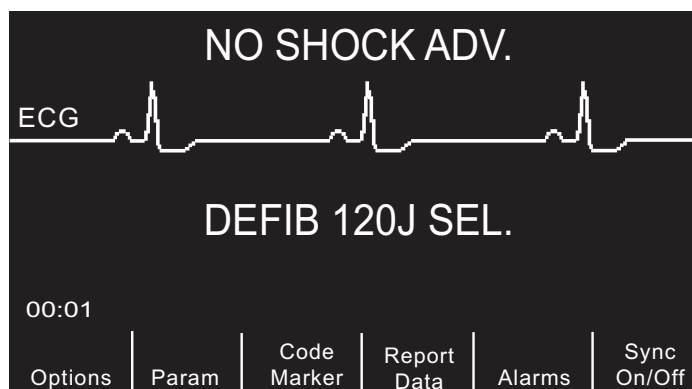 NO SHOCK ADV.
ECG
DEFIB 120J SEL.
00:01
Options
Param
Code
Marker
Report
Data
Alarms
Sync
On/Off